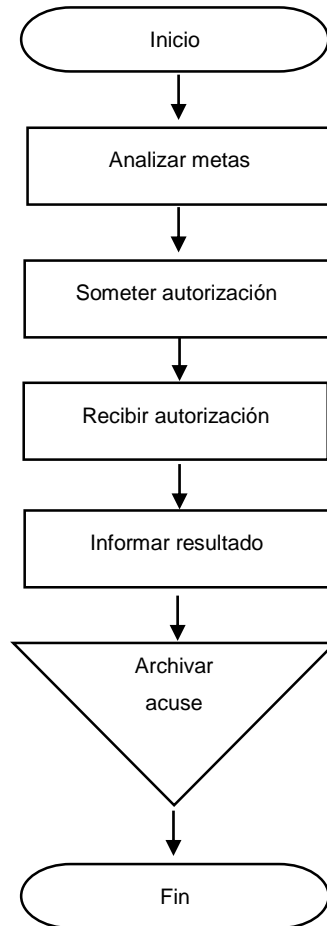 Inicio
Analizar metas
Someter autorización
Recibir autorización
Informar resultado
Archivar
acuse
Fin